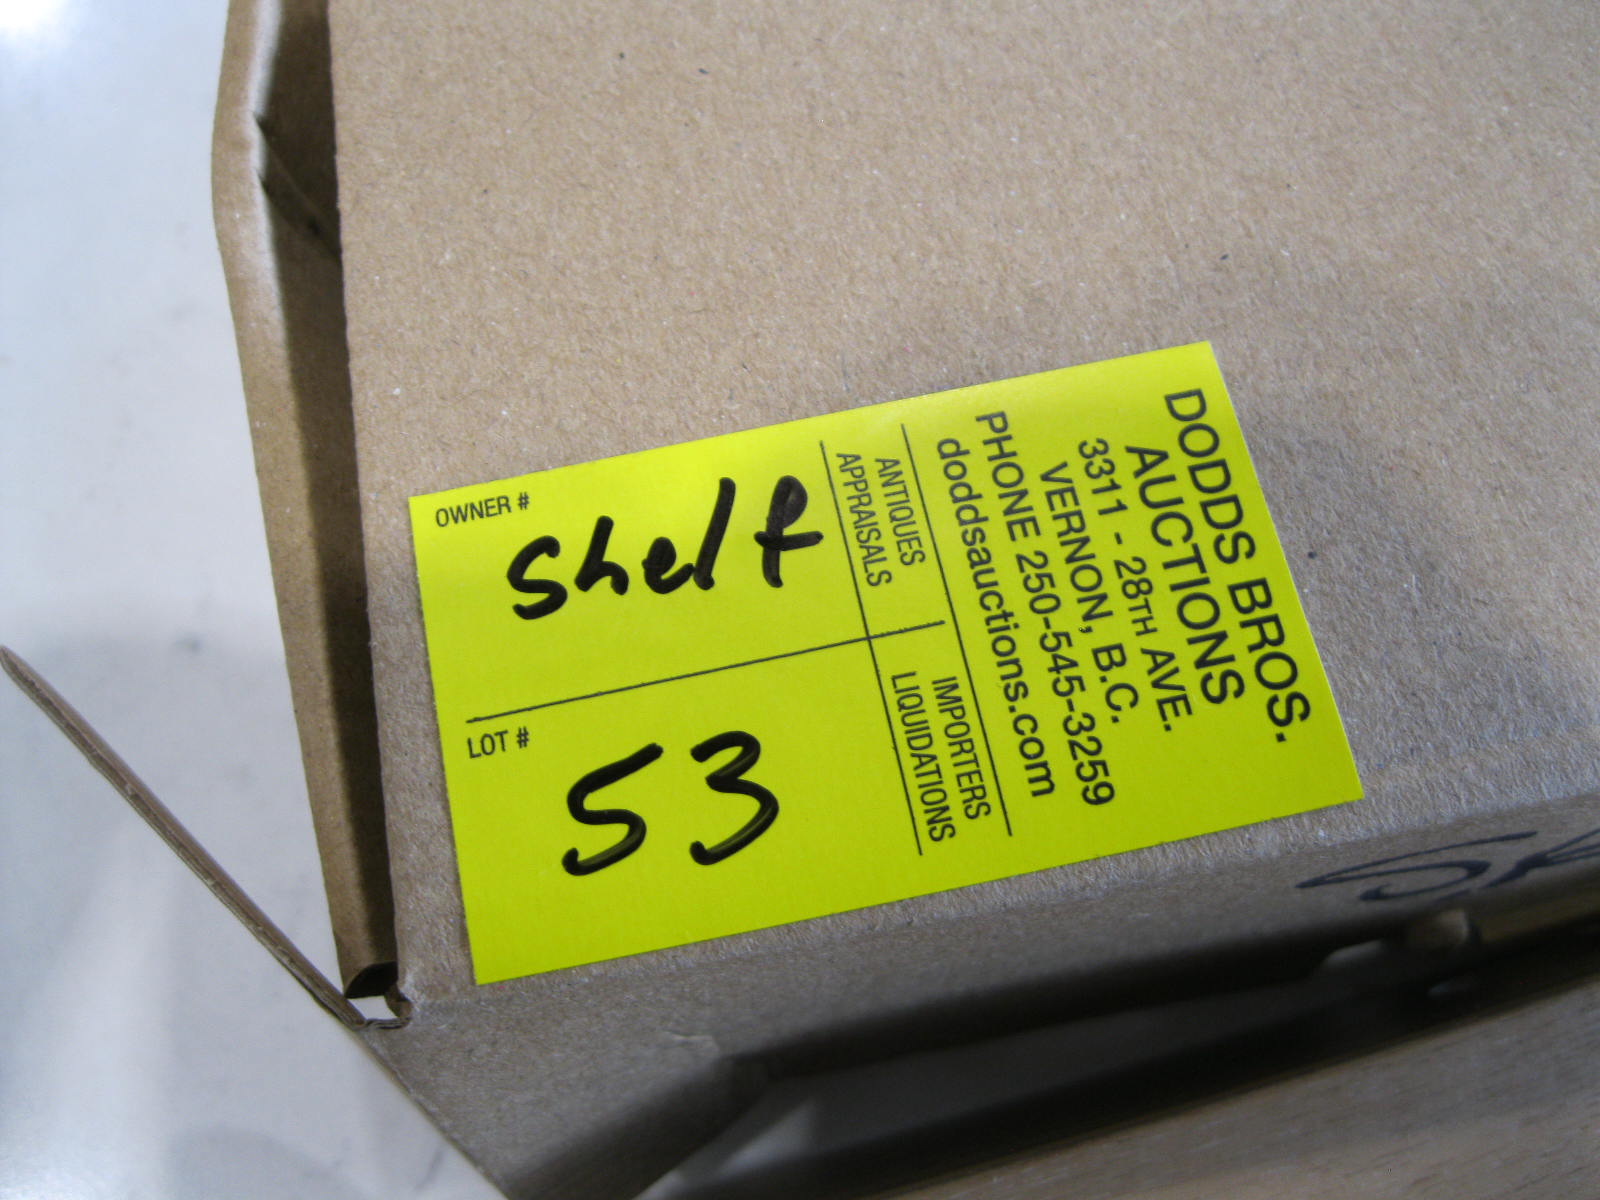 DODDS BROS.
AUCTIONS
3311 - 28TH AVE.
VERNON, B.C.
PHONE 250-545-3259
doddsauctions.com
ANTIQUES
APPRAISALS
IMPORTERS
LIQUIDATIONS
OWNER #
Shelf
LOT #
53